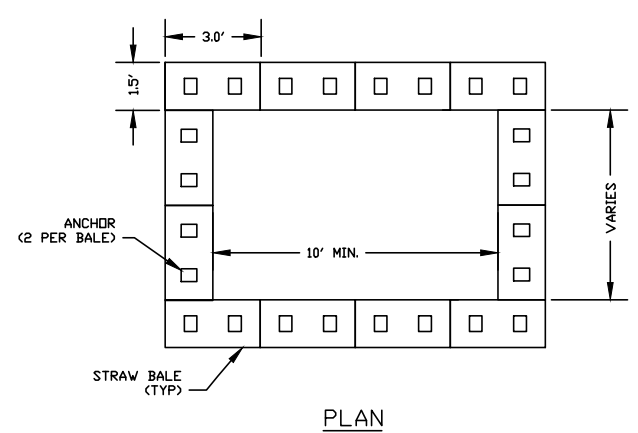 3.0'
1.5'
ANCHOR
(2 PER BALE)
VARIES
10' MIN.
STRAW BALE
(TYP)
PLAN